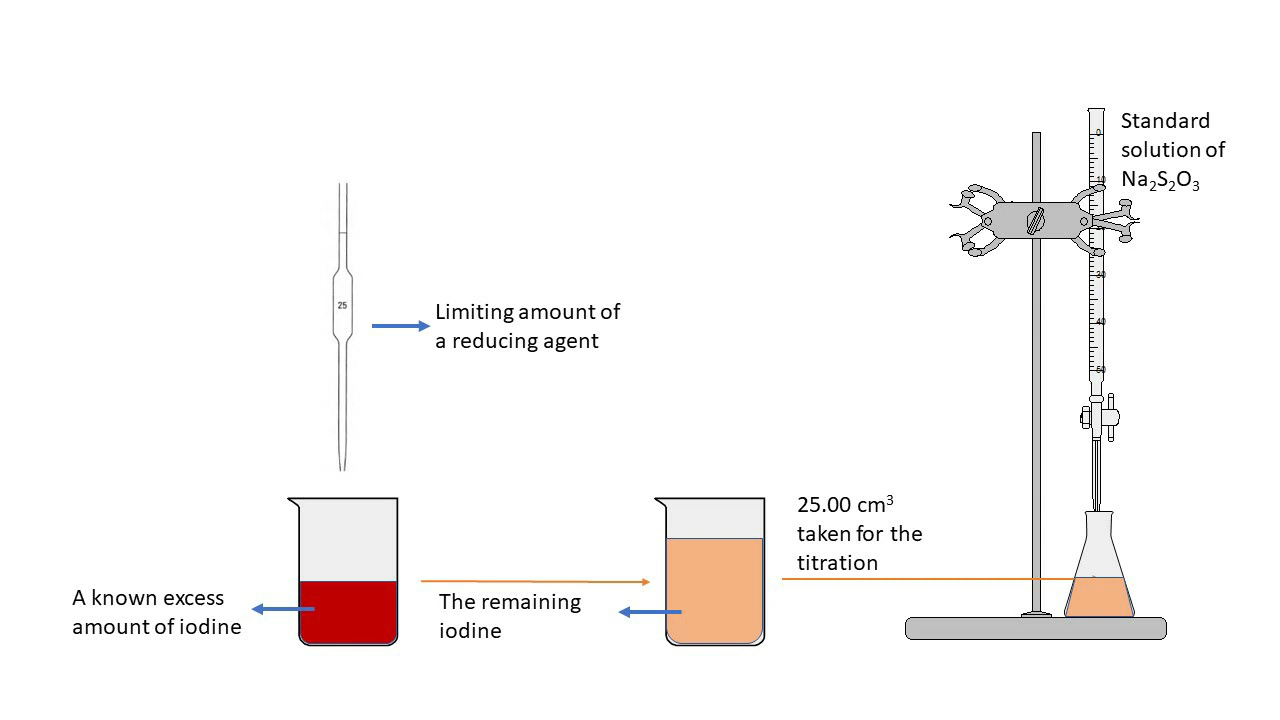 Standard
solution of
Na₂S₂O₃
0
10
30
40
50
25
Limiting amount of
a reducing agent
25.00 cm³
taken for the
titration
A known excess
amount of iodine
The remaining
iodine